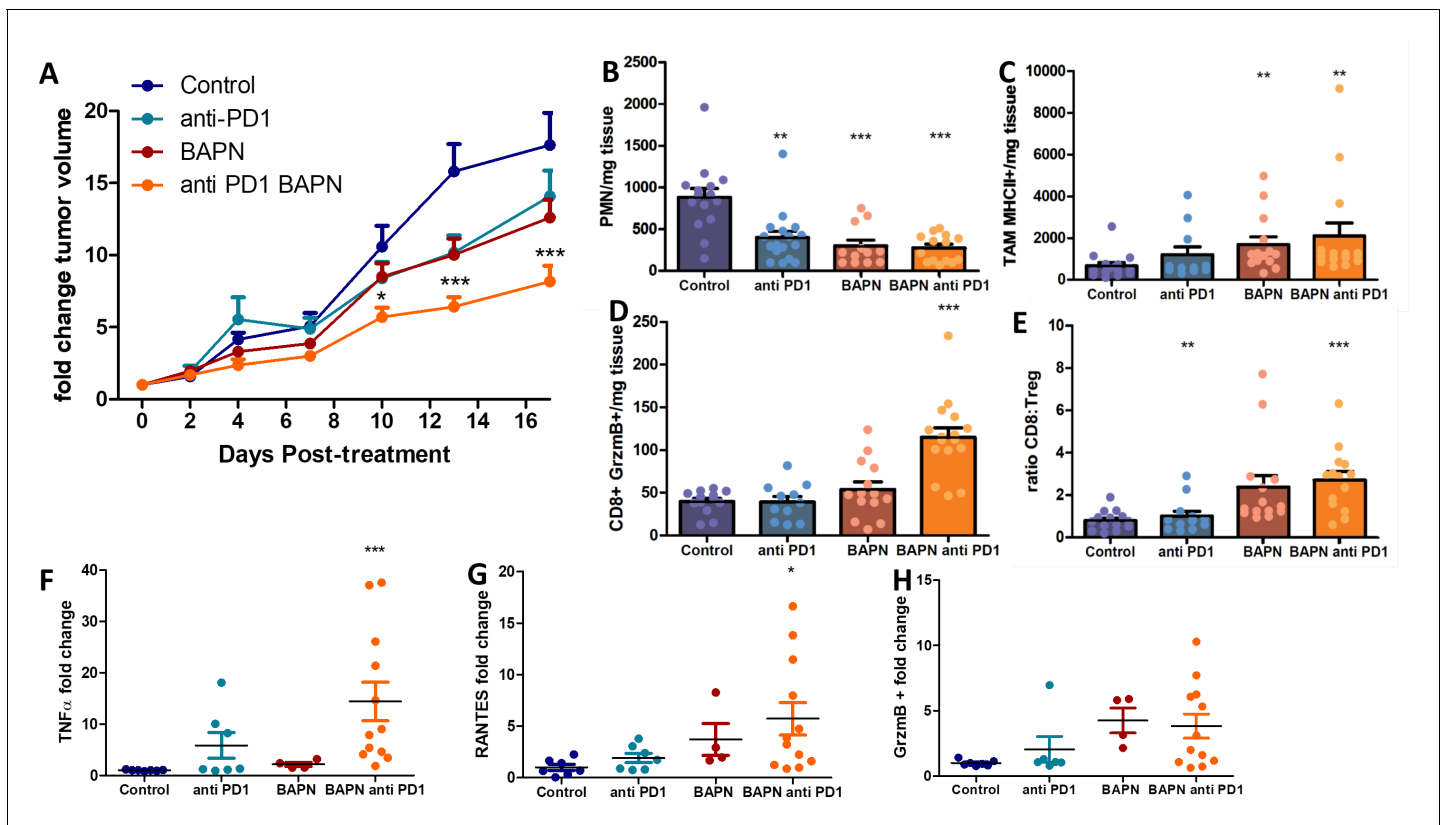 A
Control
anti-PD1
BAPN
anti PD1 BAPN
fold change tumor volume
20
15
10
5
0
* *** ***
0 2 4 6 8 10 12 14 16
Days Post-treatment
B
PMN/mg tissue
2500
2000
1500
1000
500
0
** *** ***
Control anti PD1 BAPN BAPN anti PD1
C
TAM MHCII+/mg tissue
10000
8000
6000
4000
2000
0
** **
Control anti PD1 BAPN BAPN anti PD1
D
CD8+ GrzmB+/mg tissue
250
200
150
100
50
0
***
Control anti PD1 BAPN BAPN anti PD1
E
ratio CD8:Treg
10
8
6
4
2
0
** ***
Control anti PD1 BAPN BAPN anti PD1
F
TNFα fold change
40
30
20
10
0
***
Control anti PD1 BAPN BAPN anti PD1
G
RANTES fold change
20
15
10
5
0
*
Control anti PD1 BAPN BAPN anti PD1
H
GrzmB + fold change
15
10
5
0
Control anti PD1 BAPN BAPN anti PD1